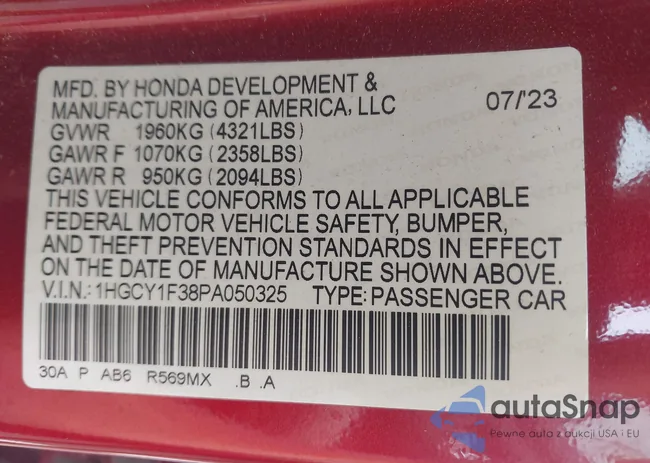 MFD. BY HONDA DEVELOPMENT &
MANUFACTURING OF AMERICA, LLC 07/'23
GVWR 1960KG (4321LBS)
GAWR F 1070KG (2358LBS)
GAWR R 950KG (2094LBS)
THIS VEHICLE CONFORMS TO ALL APPLICABLE
FEDERAL MOTOR VEHICLE SAFETY, BUMPER,
AND THEFT PREVENTION STANDARDS IN EFFECT
ON THE DATE OF MANUFACTURE SHOWN ABOVE.
V.I.N.: 1HGCY1F38PA050325 TYPE: PASSENGER CAR
30A P AB6 R569MX .B .A
autaSnap
Pewne auta z aukcji USA i EU